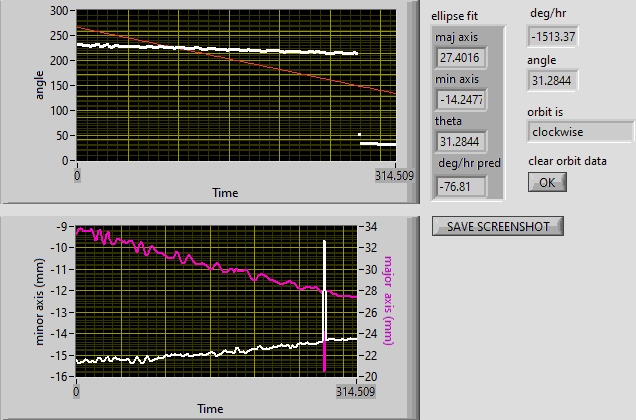 300
250
200
150
100
50
0
angle
0
314.509
Time
ellipse fit
maj axis
27.4016
min axis
-14.2477
theta
31.2844
deg/hr pred
-76.81
deg/hr
-1513.37
angle
31.2844
orbit is
clockwise
clear orbit data
OK
SAVE SCREENSHOT
-9
-10
-11
-12
-13
-14
-15
-16
minor axis (mm)
34
32
30
28
26
24
22
20
major axis (mm)
0
314.509
Time